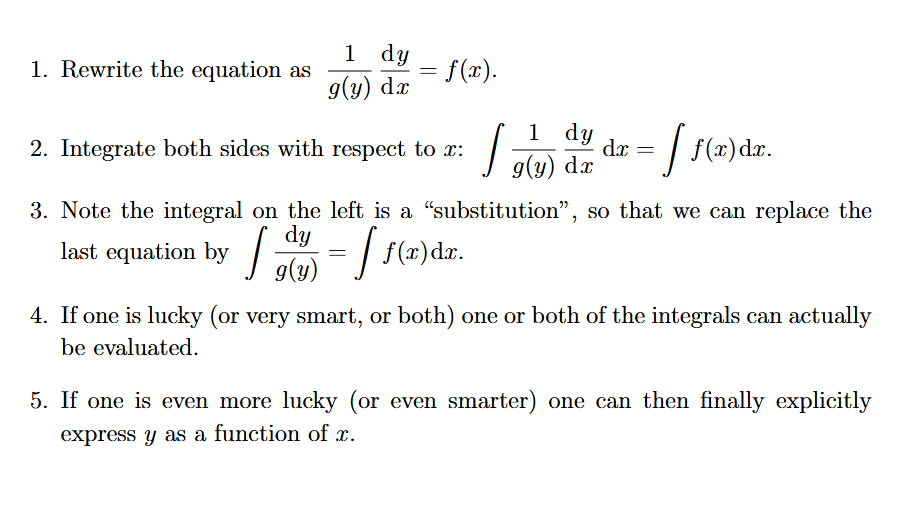 1. Rewrite the equation as $\frac{1}{g(y)} \frac{\mathrm{d}y}{\mathrm{d}x} = f(x)$.
2. Integrate both sides with respect to $x$: $\int \frac{1}{g(y)} \frac{\mathrm{d}y}{\mathrm{d}x} \mathrm{d}x = \int f(x)\mathrm{d}x$.
3. Note the integral on the left is a “substitution”, so that we can replace the
last equation by $\int \frac{\mathrm{d}y}{g(y)} = \int f(x)\mathrm{d}x$.
4. If one is lucky (or very smart, or both) one or both of the integrals can actually
be evaluated.
5. If one is even more lucky (or even smarter) one can then finally explicitly
express $y$ as a function of $x$.